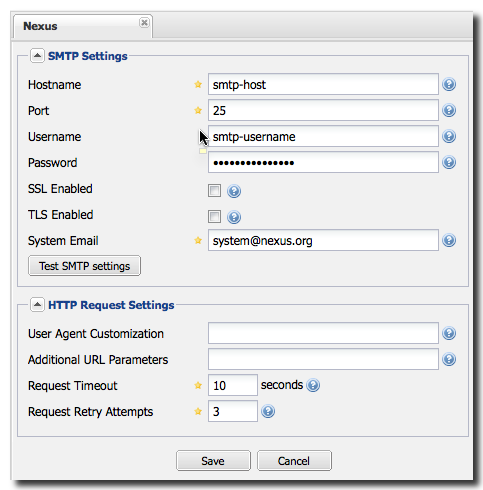 Nexus
SMTP Settings
Hostname smtp-host
Port 25
Username smtp-username
Password •••••••••••••••
SSL Enabled
TLS Enabled
System Email system@nexus.org
Test SMTP settings
HTTP Request Settings
User Agent Customization
Additional URL Parameters
Request Timeout 10 seconds
Request Retry Attempts 3
Save Cancel